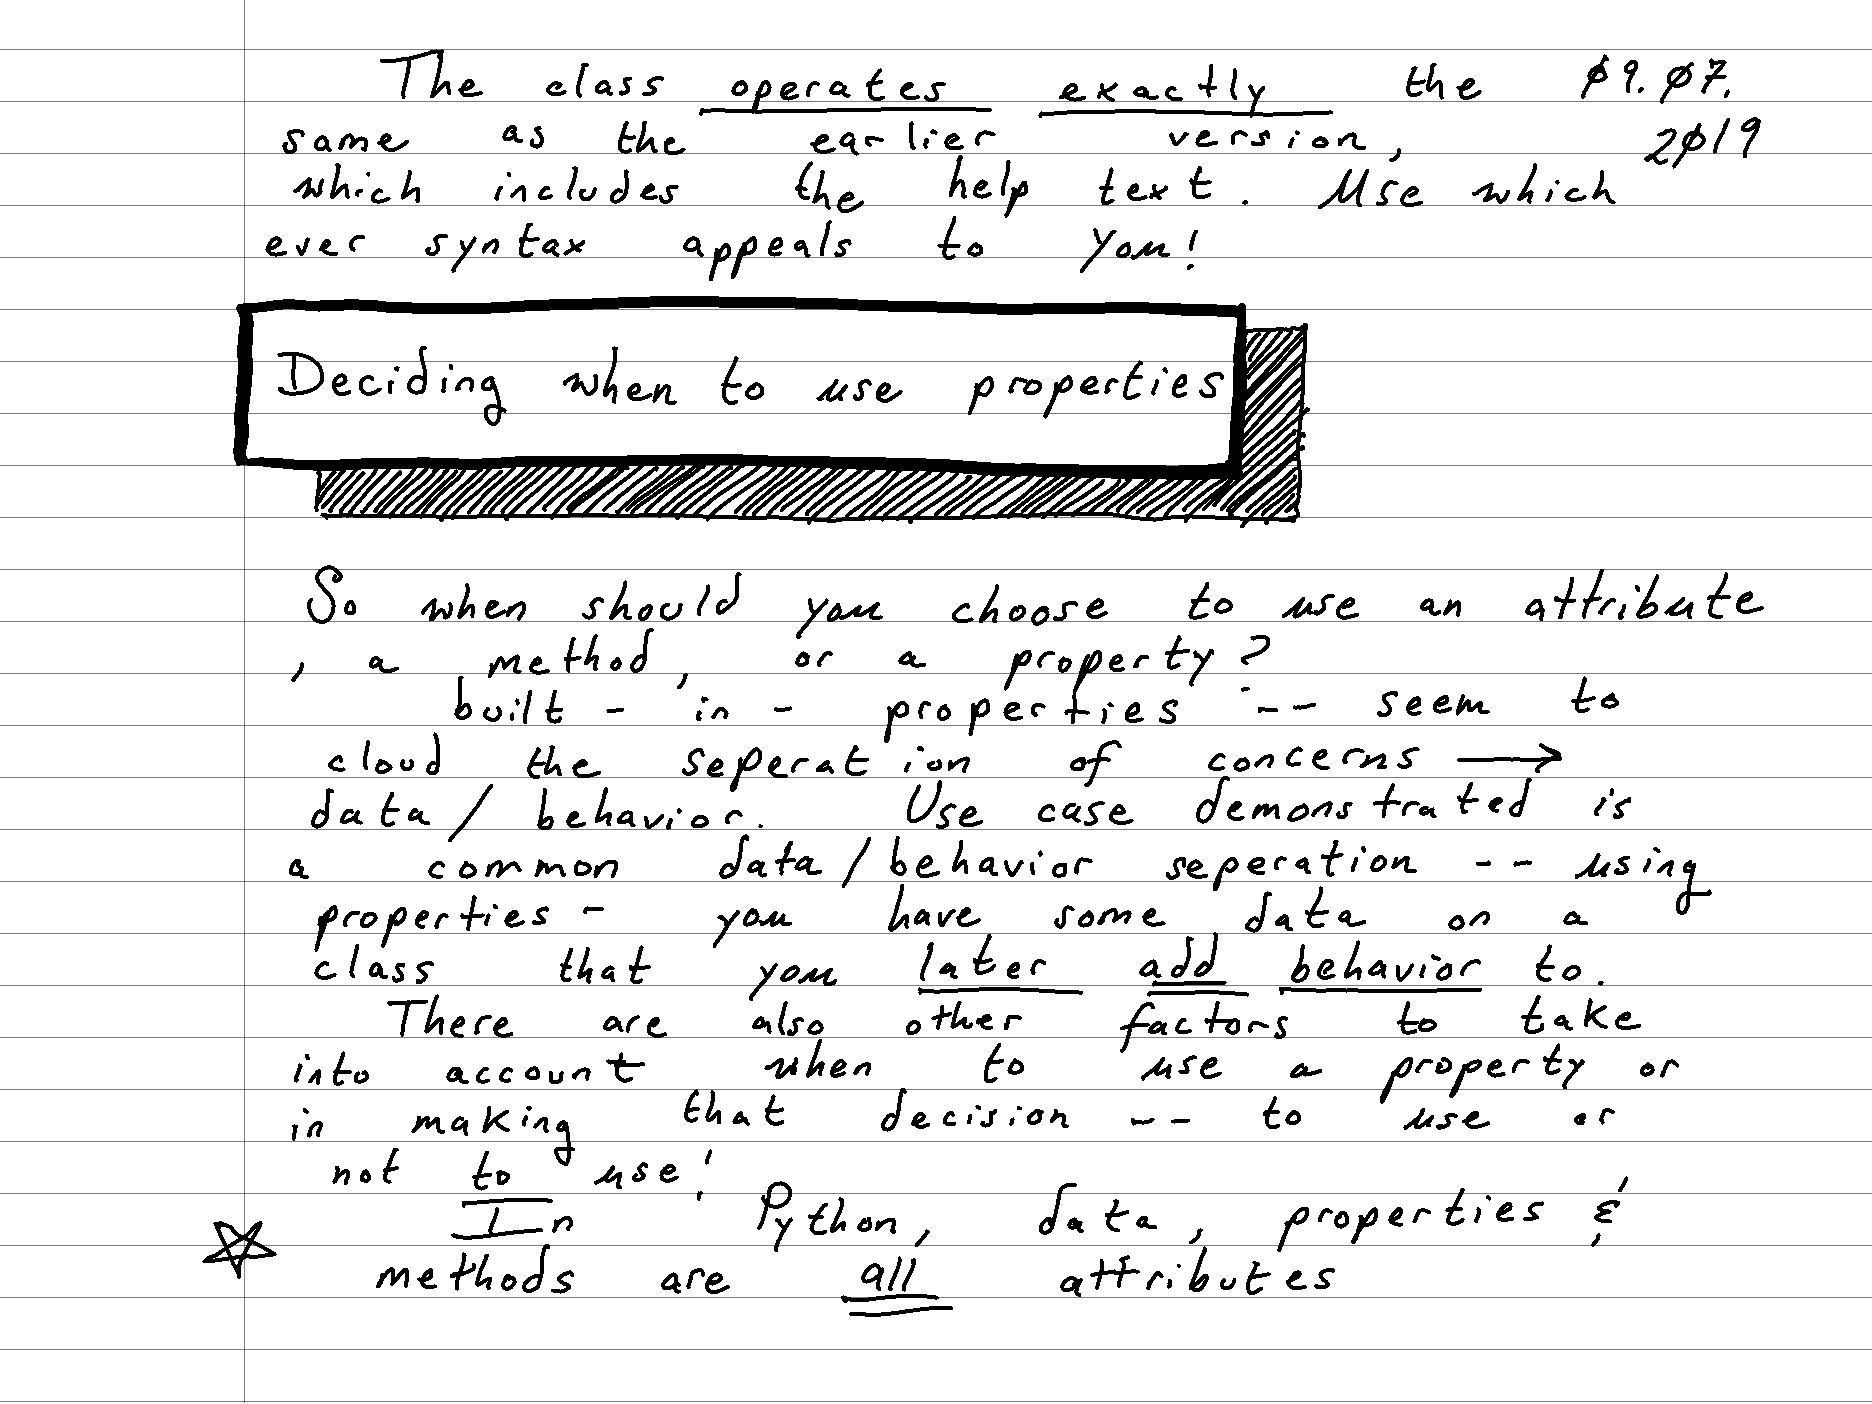 The class operates exactly the 09.07.
same as the earlier version, 2019
which includes the help text. Use which
ever syntax appeals to you!
Deciding when to use properties
So when should you choose to use an attribute
, a method, or a property?
built - in - properties -- seem to
cloud the seperation of concerns →
data/ behavior. Use case demonstrated is
a common data/behavior seperation -- using
properties - you have some data on a
class that you later add behavior to.
There are also other factors to take
into account when to use a property or
in making that decision -- to use or
not to use!
In Python, data, properties &
methods are all attributes